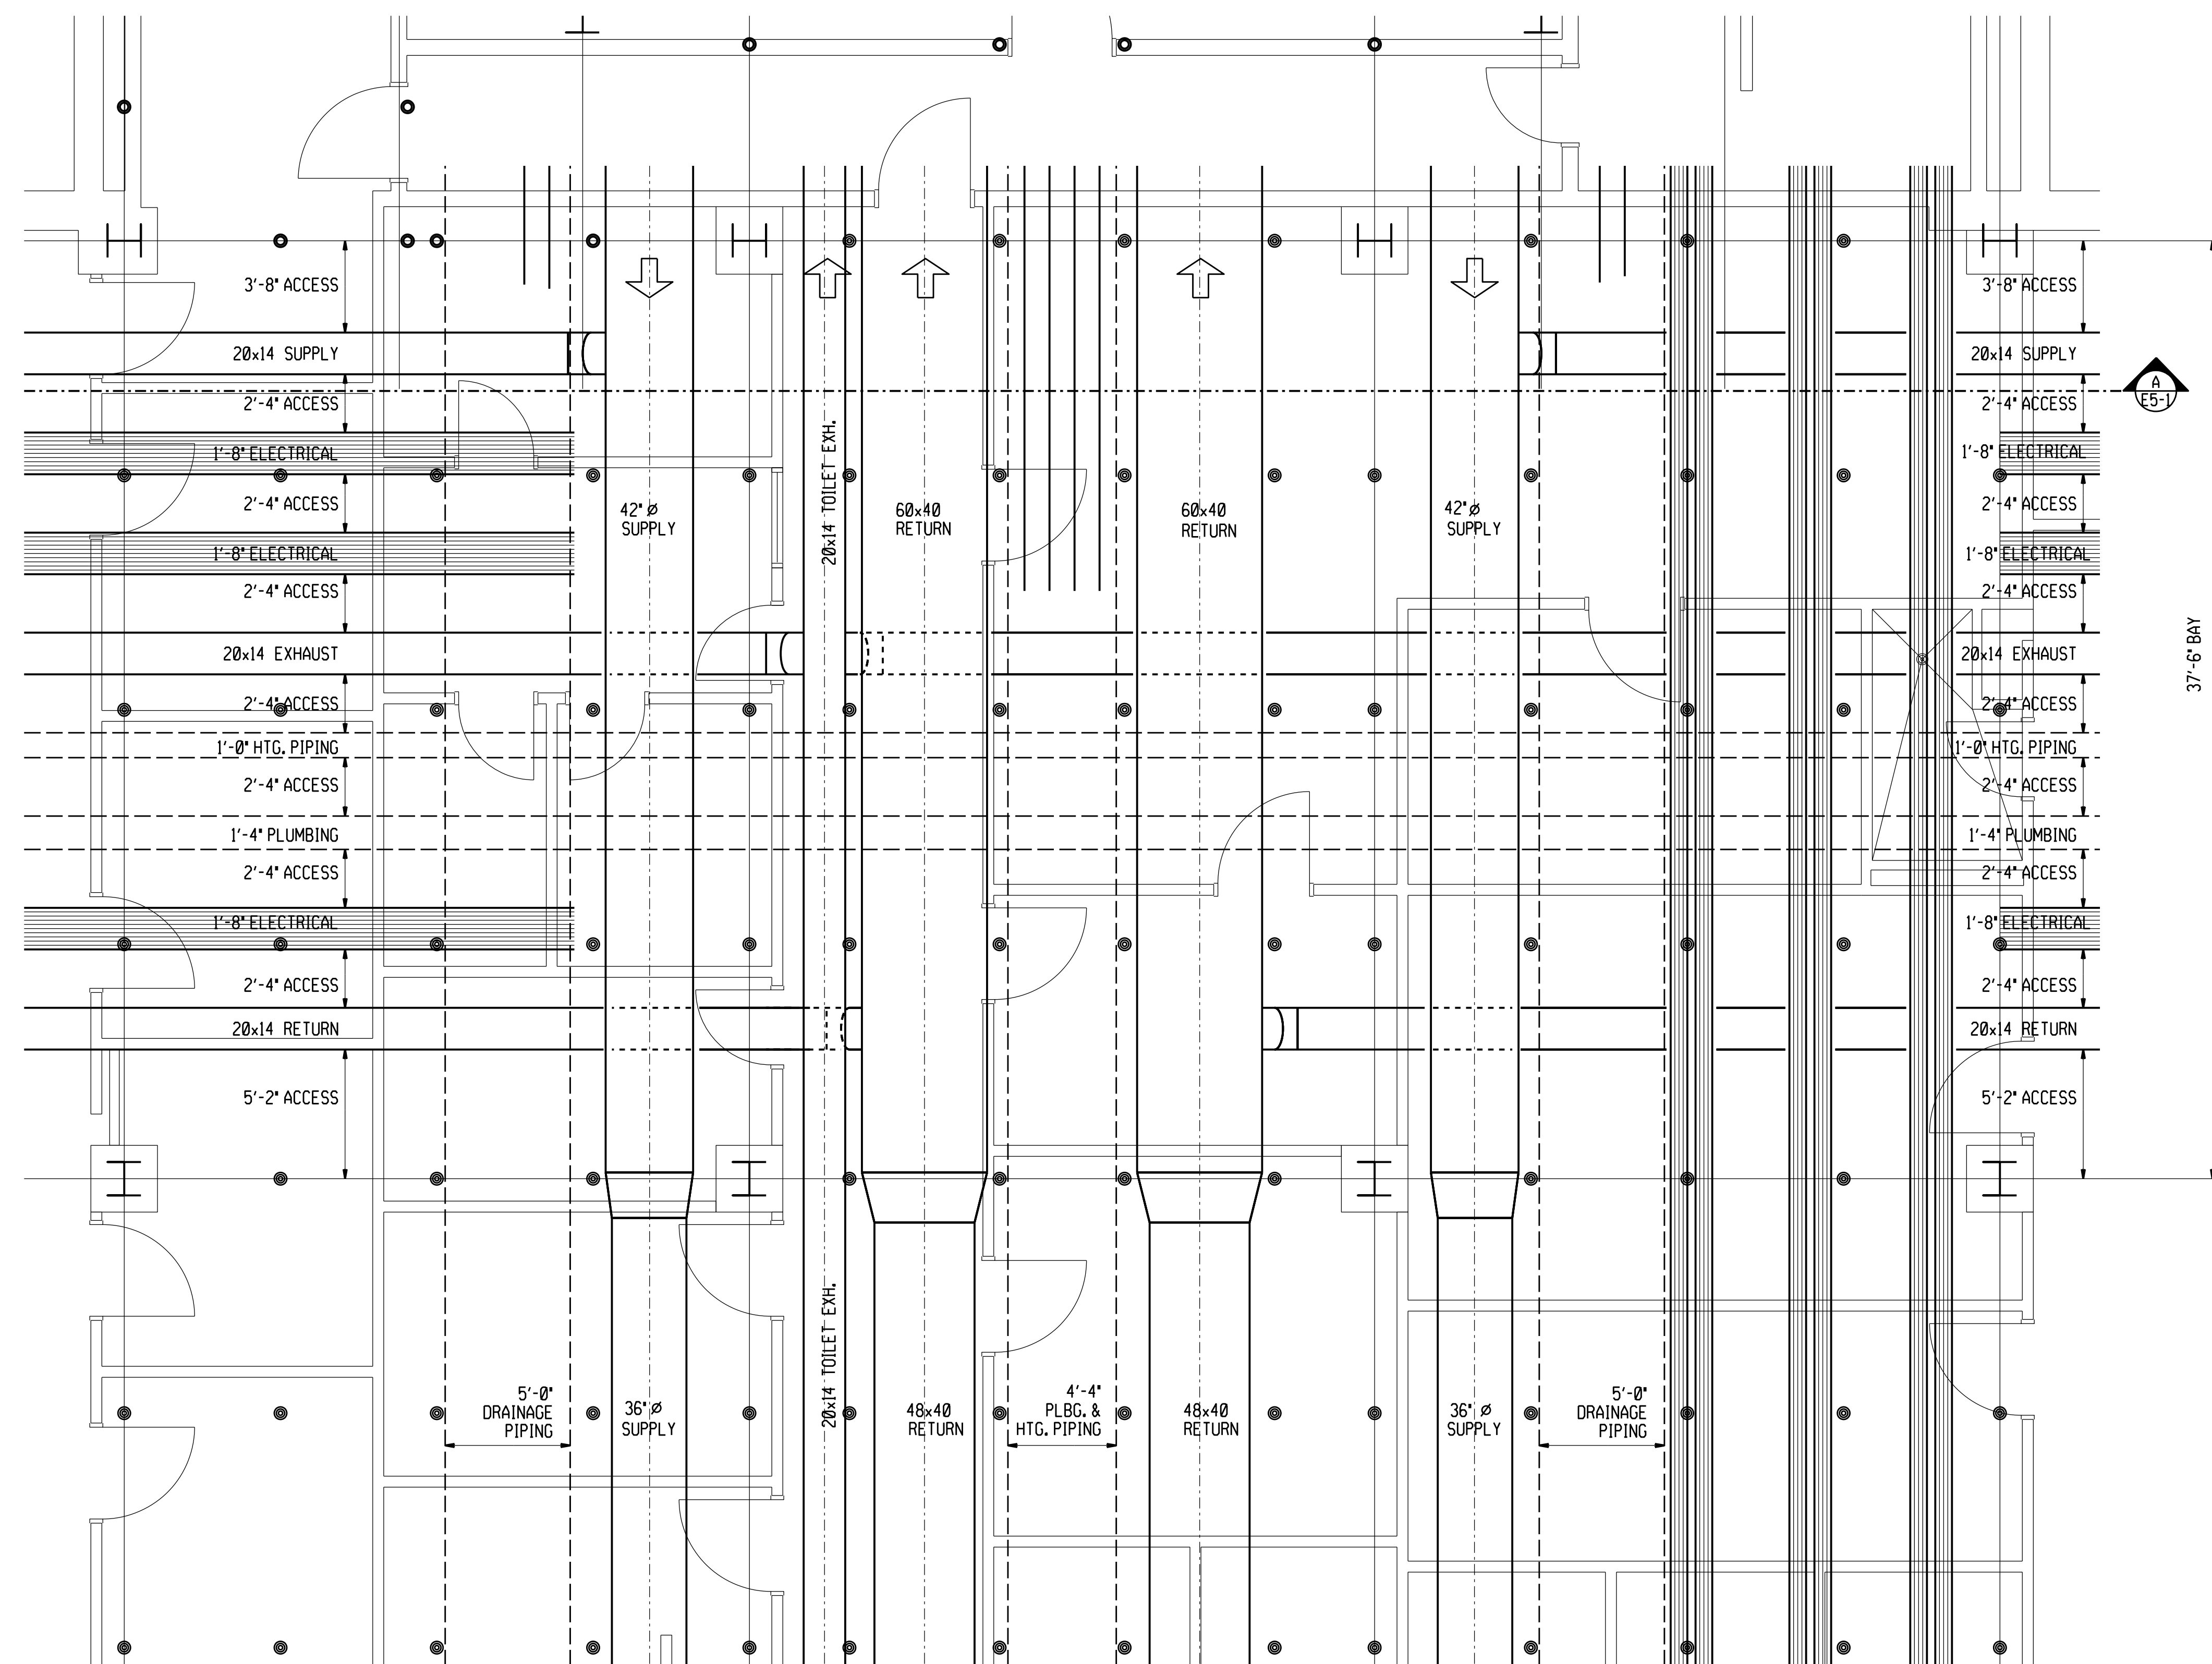 3'-8" ACCESS
20x14 SUPPLY
2'-4" ACCESS
1'-8" ELECTRICAL
2'-4" ACCESS
1'-8" ELECTRICAL
2'-4" ACCESS
20x14 EXHAUST
2'-4" ACCESS
1'-0" HTG. PIPING
2'-4" ACCESS
1'-4" PLUMBING
2'-4" ACCESS
1'-8" ELECTRICAL
2'-4" ACCESS
20x14 RETURN
5'-2" ACCESS
42" Ø
SUPPLY
20x14 TOILET EXH.
60x40
RETURN
60x40
RETURN
42" Ø
SUPPLY
3'-8" ACCESS
20x14 SUPPLY
2'-4" ACCESS
1'-8" ELECTRICAL
2'-4" ACCESS
1'-8" ELECTRICAL
2'-4" ACCESS
20x14 EXHAUST
2'-4" ACCESS
1'-0" HTG. PIPING
2'-4" ACCESS
1'-4" PLUMBING
2'-4" ACCESS
1'-8" ELECTRICAL
2'-4" ACCESS
20x14 RETURN
5'-2" ACCESS
A
E5-1
37'-6" BAY
5'-0"
DRAINAGE
PIPING
36" Ø
SUPPLY
20x14 TOILET EXH.
48x40
RETURN
4'-4"
PLBG. &
HTG. PIPING
48x40
RETURN
36" Ø
SUPPLY
5'-0"
DRAINAGE
PIPING